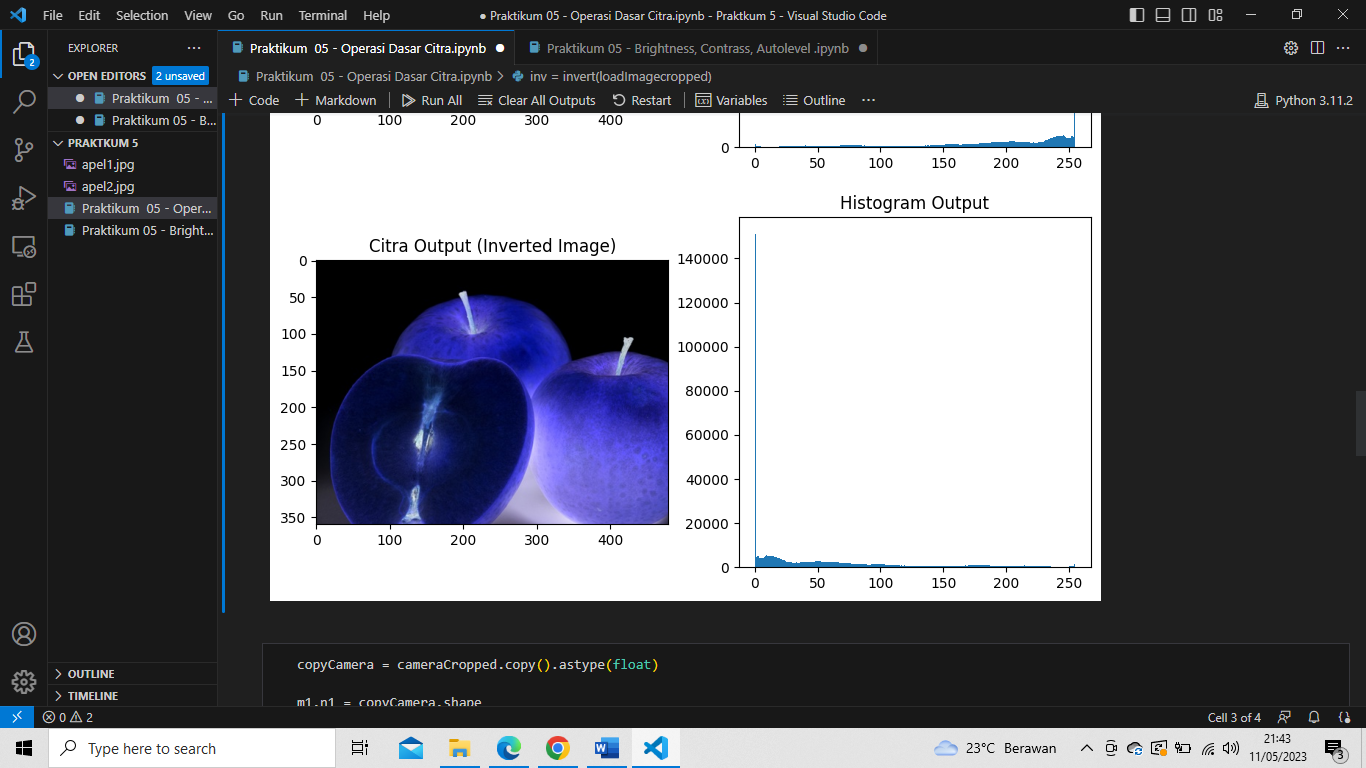 File Edit Selection View Go Run Terminal Help
● Praktikum 05 - Operasi Dasar Citra.ipynb - Praktkum 5 - Visual Studio Code
EXPLORER
OPEN EDITORS 2 unsaved
Praktikum 05 - ...
Praktikum 05 - B...
PRAKTKUM 5
apel1.jpg
apel2.jpg
Praktikum 05 - Oper...
Praktikum 05 - Bright...
OUTLINE
TIMELINE
2
Praktikum 05 - Operasi Dasar Citra.ipynb
Praktikum 05 - Brightness, Contrass, Autolevel .ipynb
Praktikum 05 - Operasi Dasar Citra.ipynb > inv = invert(loadImagecropped)
+ Code + Markdown Run All Clear All Outputs Restart Variables Outline ...
Python 3.11.2
0 100 200 300 400
0
0 50 100 150 200 250
Citra Output (Inverted Image)
0
50
100
150
200
250
300
350
0 100 200 300 400
Histogram Output
140000
120000
100000
80000
60000
40000
20000
0
0 50 100 150 200 250
copyCamera = cameraCropped.copy().astype(float)
m1,n1 = copyCamera.shape
0 2
Cell 3 of 4
Type here to search
23°C Berawan
21:43
11/05/2023
3